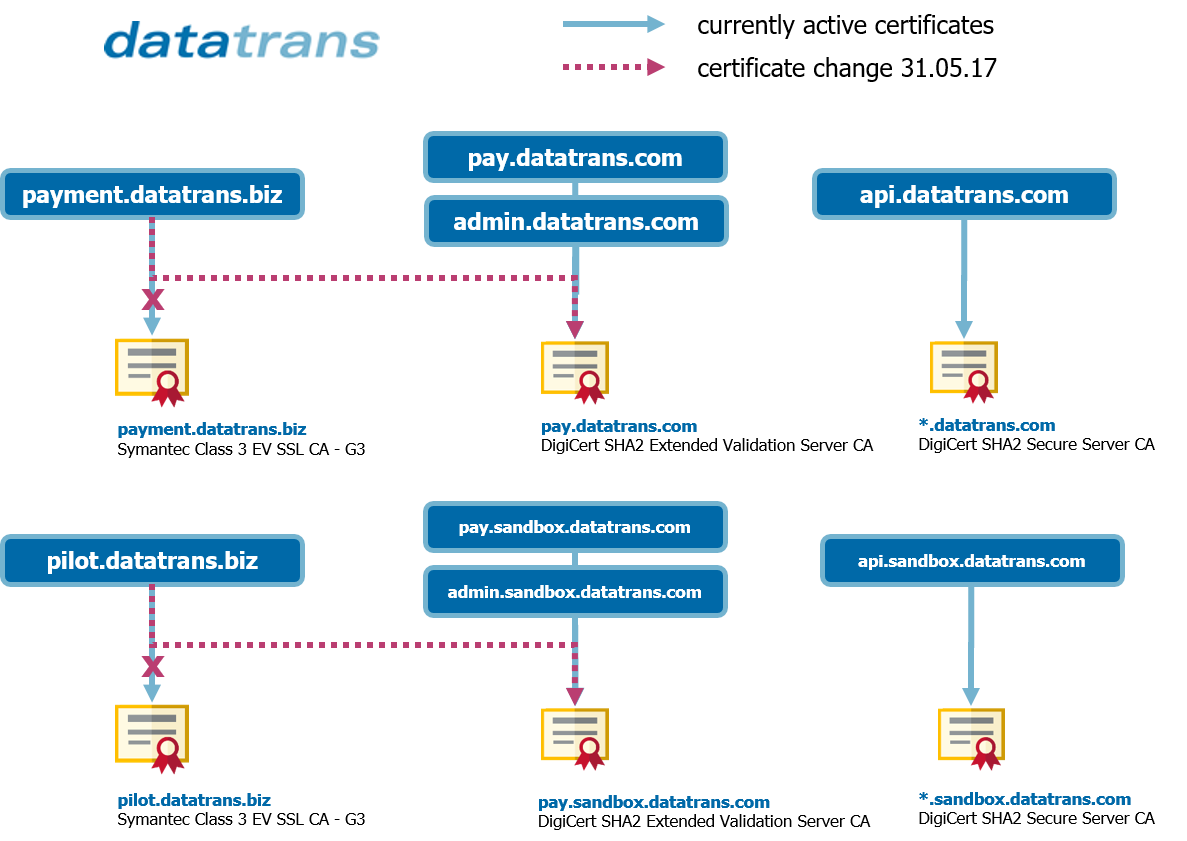 datatrans
currently active certificates
certificate change 31.05.17
pay.datatrans.com
payment.datatrans.biz
admin.datatrans.com
api.datatrans.com
X
payment.datatrans.biz
Symantec Class 3 EV SSL CA - G3
pay.datatrans.com
DigiCert SHA2 Extended Validation Server CA
*.datatrans.com
DigiCert SHA2 Secure Server CA
pay.sandbox.datatrans.com
pilot.datatrans.biz
admin.sandbox.datatrans.com
api.sandbox.datatrans.com
X
pilot.datatrans.biz
Symantec Class 3 EV SSL CA - G3
pay.sandbox.datatrans.com
DigiCert SHA2 Extended Validation Server CA
*.sandbox.datatrans.com
DigiCert SHA2 Secure Server CA